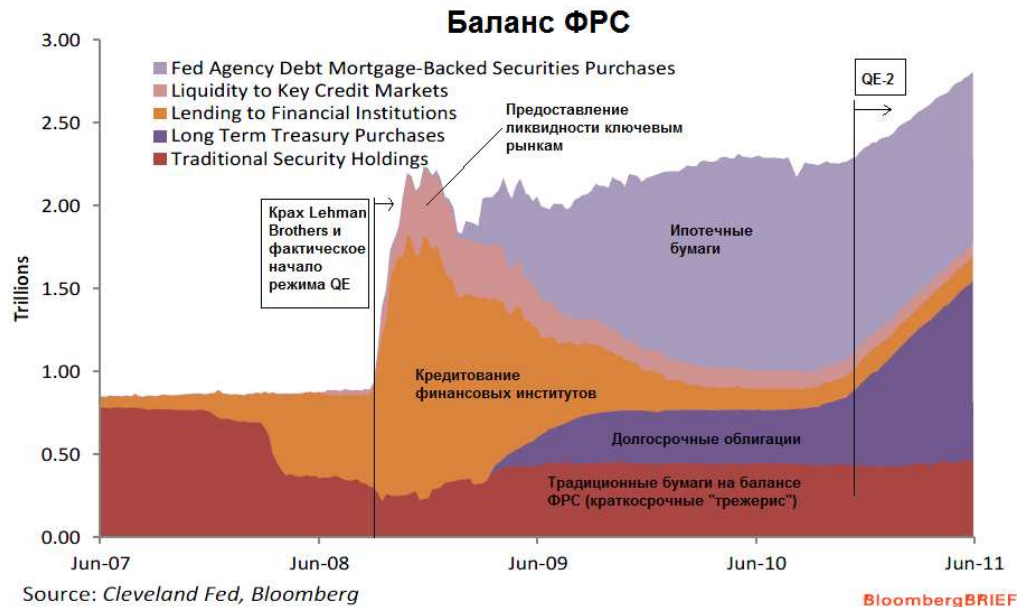 Баланс ФРС
3.00
2.50
2.00
1.50
1.00
0.50
0.00
Trillions
Fed Agency Debt Mortgage-Backed Securities Purchases
Liquidity to Key Credit Markets
Lending to Financial Institutions
Long Term Treasury Purchases
Traditional Security Holdings
QE-2
Предоставление
ликвидности ключевым
рынкам
Крах Lehman
Brothers и
фактическое
начало
режима QE
Ипотечные
бумаги
Кредитование
финансовых институтов
Долгосрочные облигации
Традиционные бумаги на балансе
ФРС (краткосрочные "трежерис")
Jun-07
Jun-08
Jun-09
Jun-10
Jun-11
Source: Cleveland Fed, Bloomberg
BloombergBRIEF